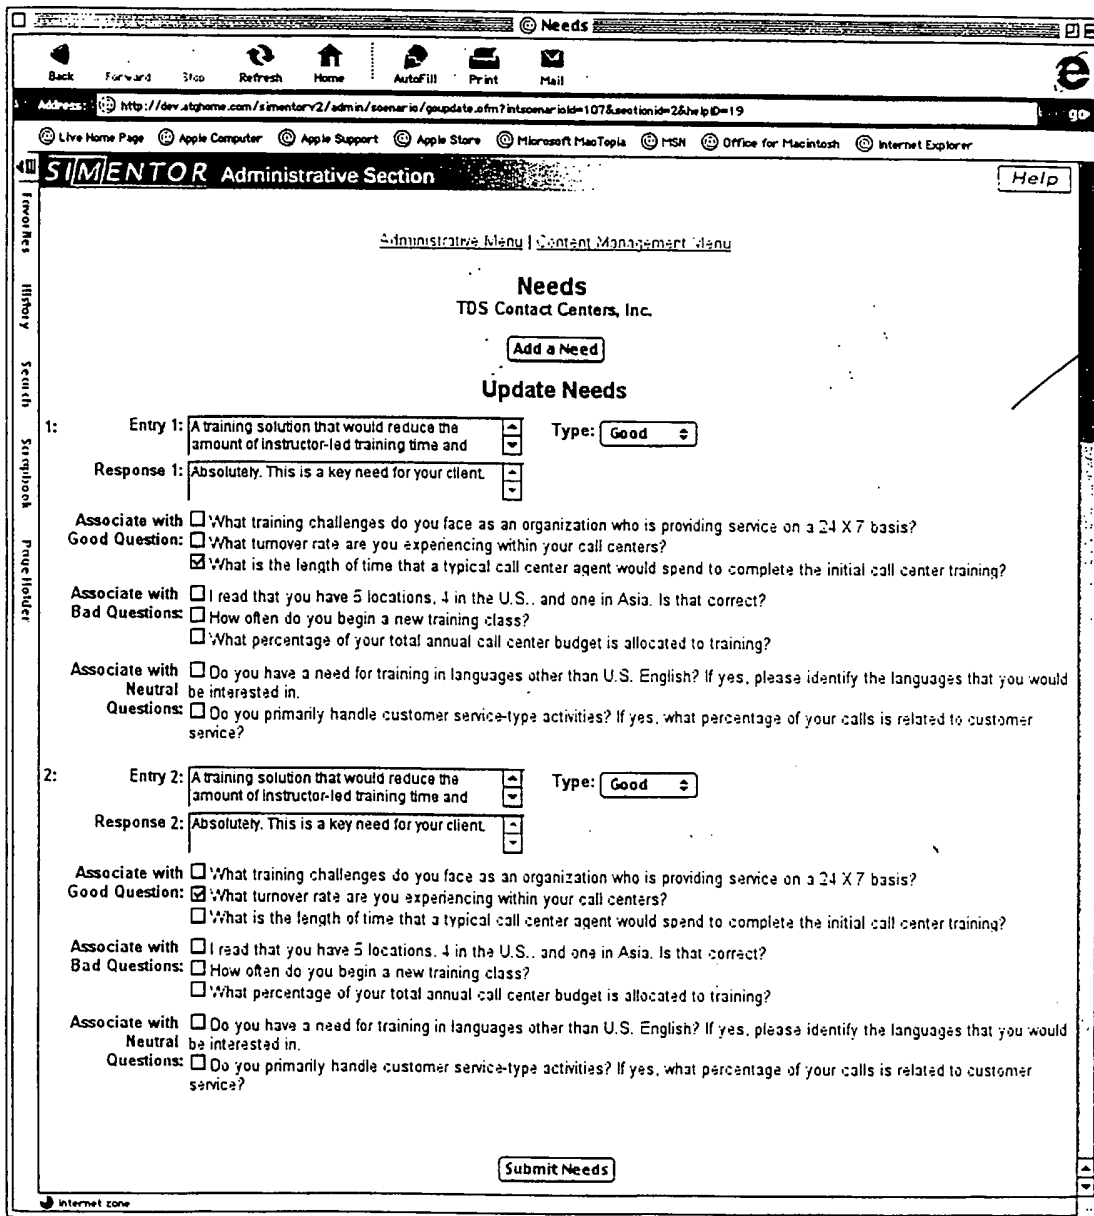 Needs
Back Forward Stop Refresh Home AutoFill Print Mail
Address: http://dev.atghome.com/simentorv2/admin/scenario/goupdate.cfm?intscenarioid=107&sectionid=2&helpID=19 go
Live Home Page Apple Computer Apple Support Apple Store Microsoft MacTopia MSN Office for Macintosh Internet Explorer
SIMENTOR Administrative Section Help
Favorites
History
Search
Scrapbook
Page Holder
Administrative Menu | Content Management Menu
Needs
TDS Contact Centers, Inc.
Add a Need
Update Needs
1: Entry 1: A training solution that would reduce the Type: Good
amount of instructor-led training time and
Response 1: Absolutely. This is a key need for your client.
Associate with What training challenges do you face as an organization who is providing service on a 24 X 7 basis?
Good Question: What turnover rate are you experiencing within your call centers?
What is the length of time that a typical call center agent would spend to complete the initial call center training?
Associate with I read that you have 5 locations, 4 in the U.S., and one in Asia. Is that correct?
Bad Questions: How often do you begin a new training class?
What percentage of your total annual call center budget is allocated to training?
Associate with Do you have a need for training in languages other than U.S. English? If yes, please identify the languages that you would
Neutral be interested in.
Questions: Do you primarily handle customer service-type activities? If yes, what percentage of your calls is related to customer
service?
2: Entry 2: A training solution that would reduce the Type: Good
amount of instructor-led training time and
Response 2: Absolutely. This is a key need for your client.
Associate with What training challenges do you face as an organization who is providing service on a 24 X 7 basis?
Good Question: What turnover rate are you experiencing within your call centers?
What is the length of time that a typical call center agent would spend to complete the initial call center training?
Associate with I read that you have 5 locations, 4 in the U.S., and one in Asia. Is that correct?
Bad Questions: How often do you begin a new training class?
What percentage of your total annual call center budget is allocated to training?
Associate with Do you have a need for training in languages other than U.S. English? If yes, please identify the languages that you would
Neutral be interested in.
Questions: Do you primarily handle customer service-type activities? If yes, what percentage of your calls is related to customer
service?
Submit Needs
Internet zone